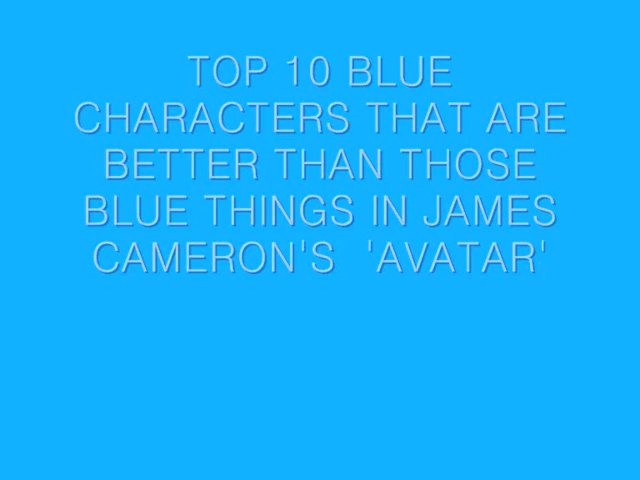 TOP 10 BLUE
CHARACTERS THAT ARE
BETTER THAN THOSE
BLUE THINGS IN JAMES
CAMERON'S  'AVATAR'